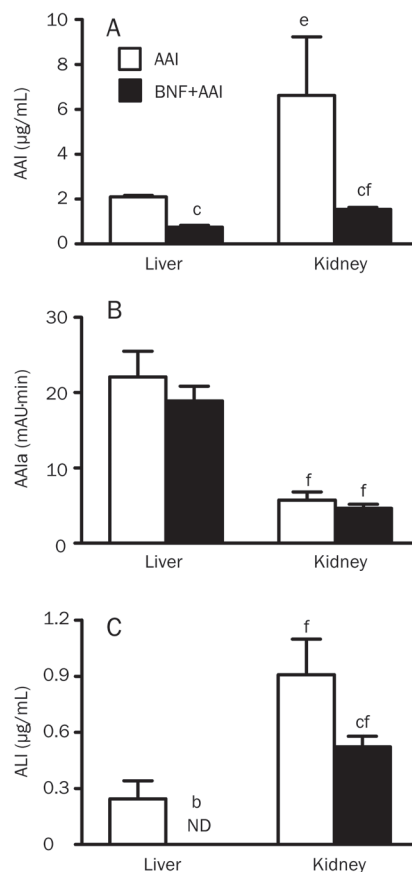 A
AAI
BNF+AAI
AAI (µg/mL)
10
8
6
4
2
0
e
c
cf
Liver
Kidney
B
AAIa (mAU·min)
30
20
10
0
f
f
Liver
Kidney
C
ALI (µg/mL)
1.2
0.9
0.6
0.3
0
f
cf
b
ND
Liver
Kidney